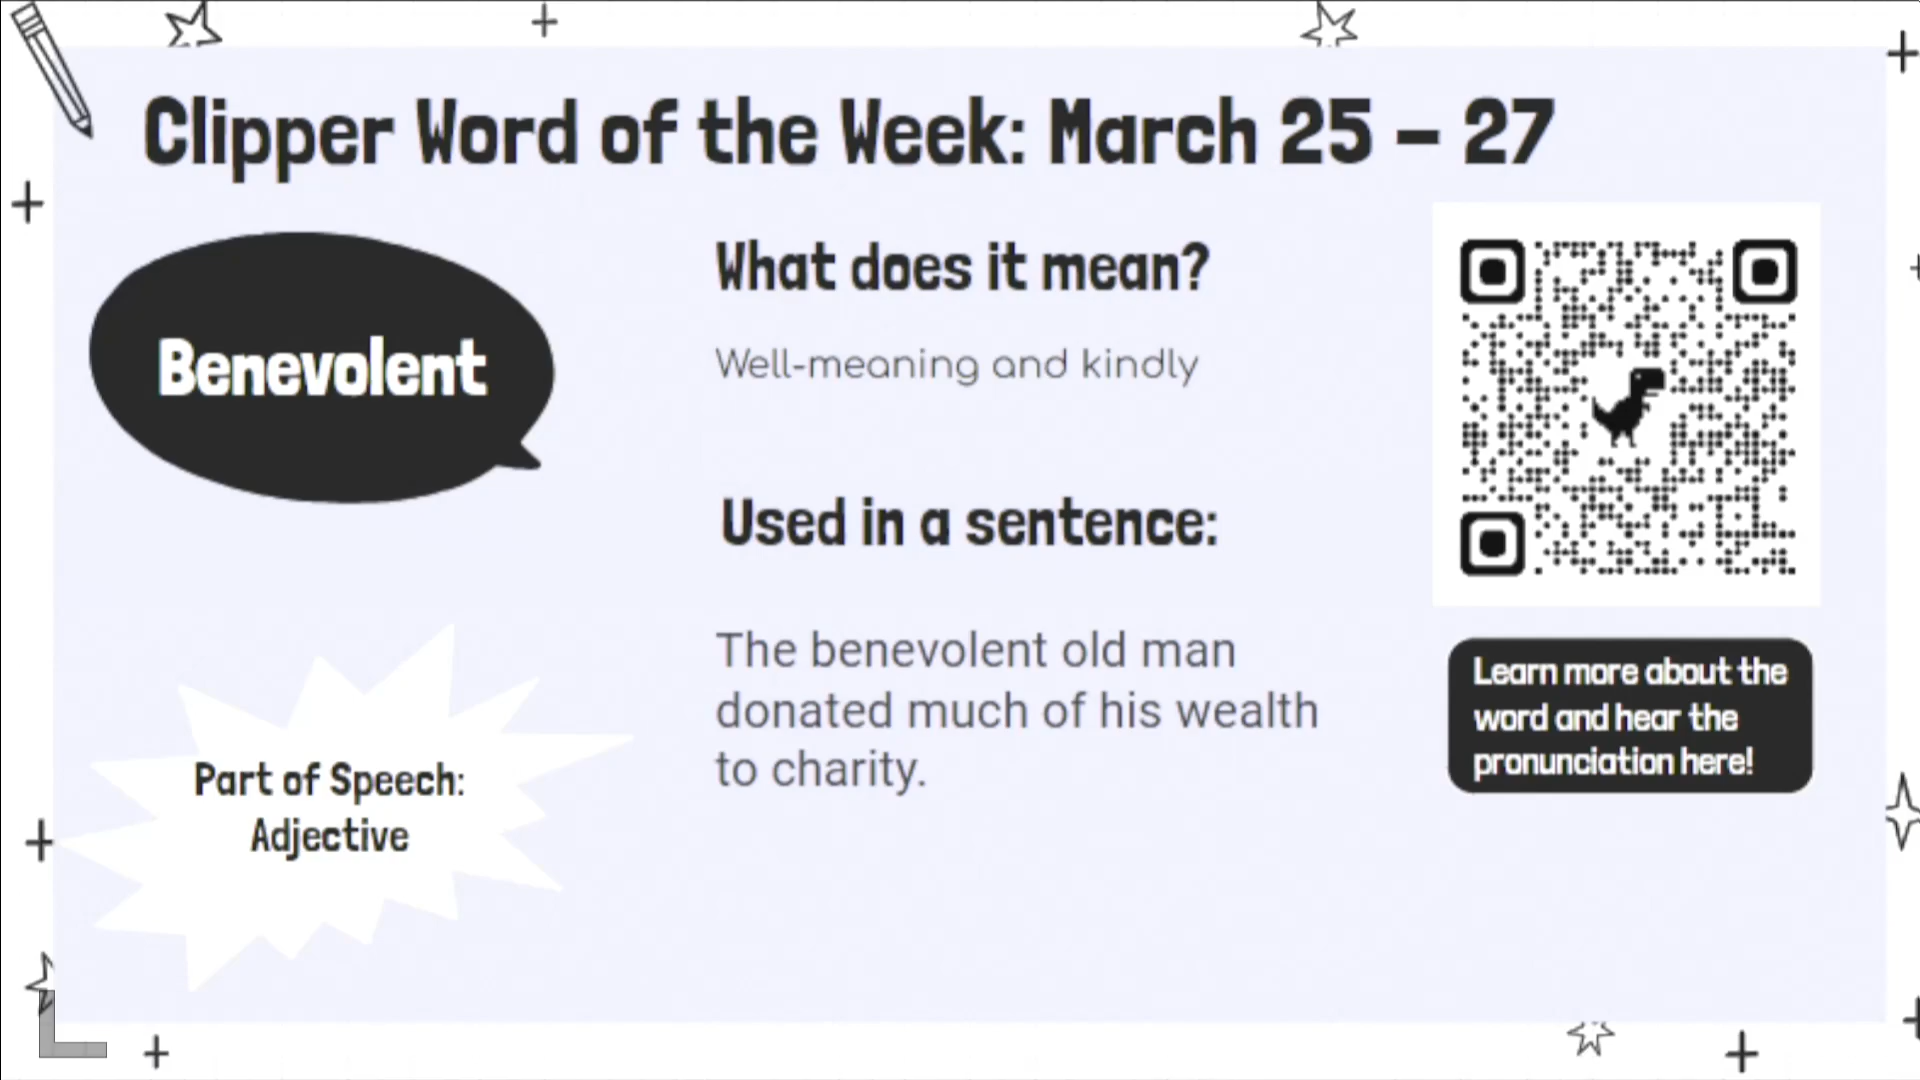 Clipper Word of the Week: March 25 – 27
Benevolent
What does it mean?
Well-meaning and kindly
Used in a sentence:
The benevolent old man
donated much of his wealth
to charity.
Part of Speech:
Adjective
Learn more about the
word and hear the
pronunciation here!